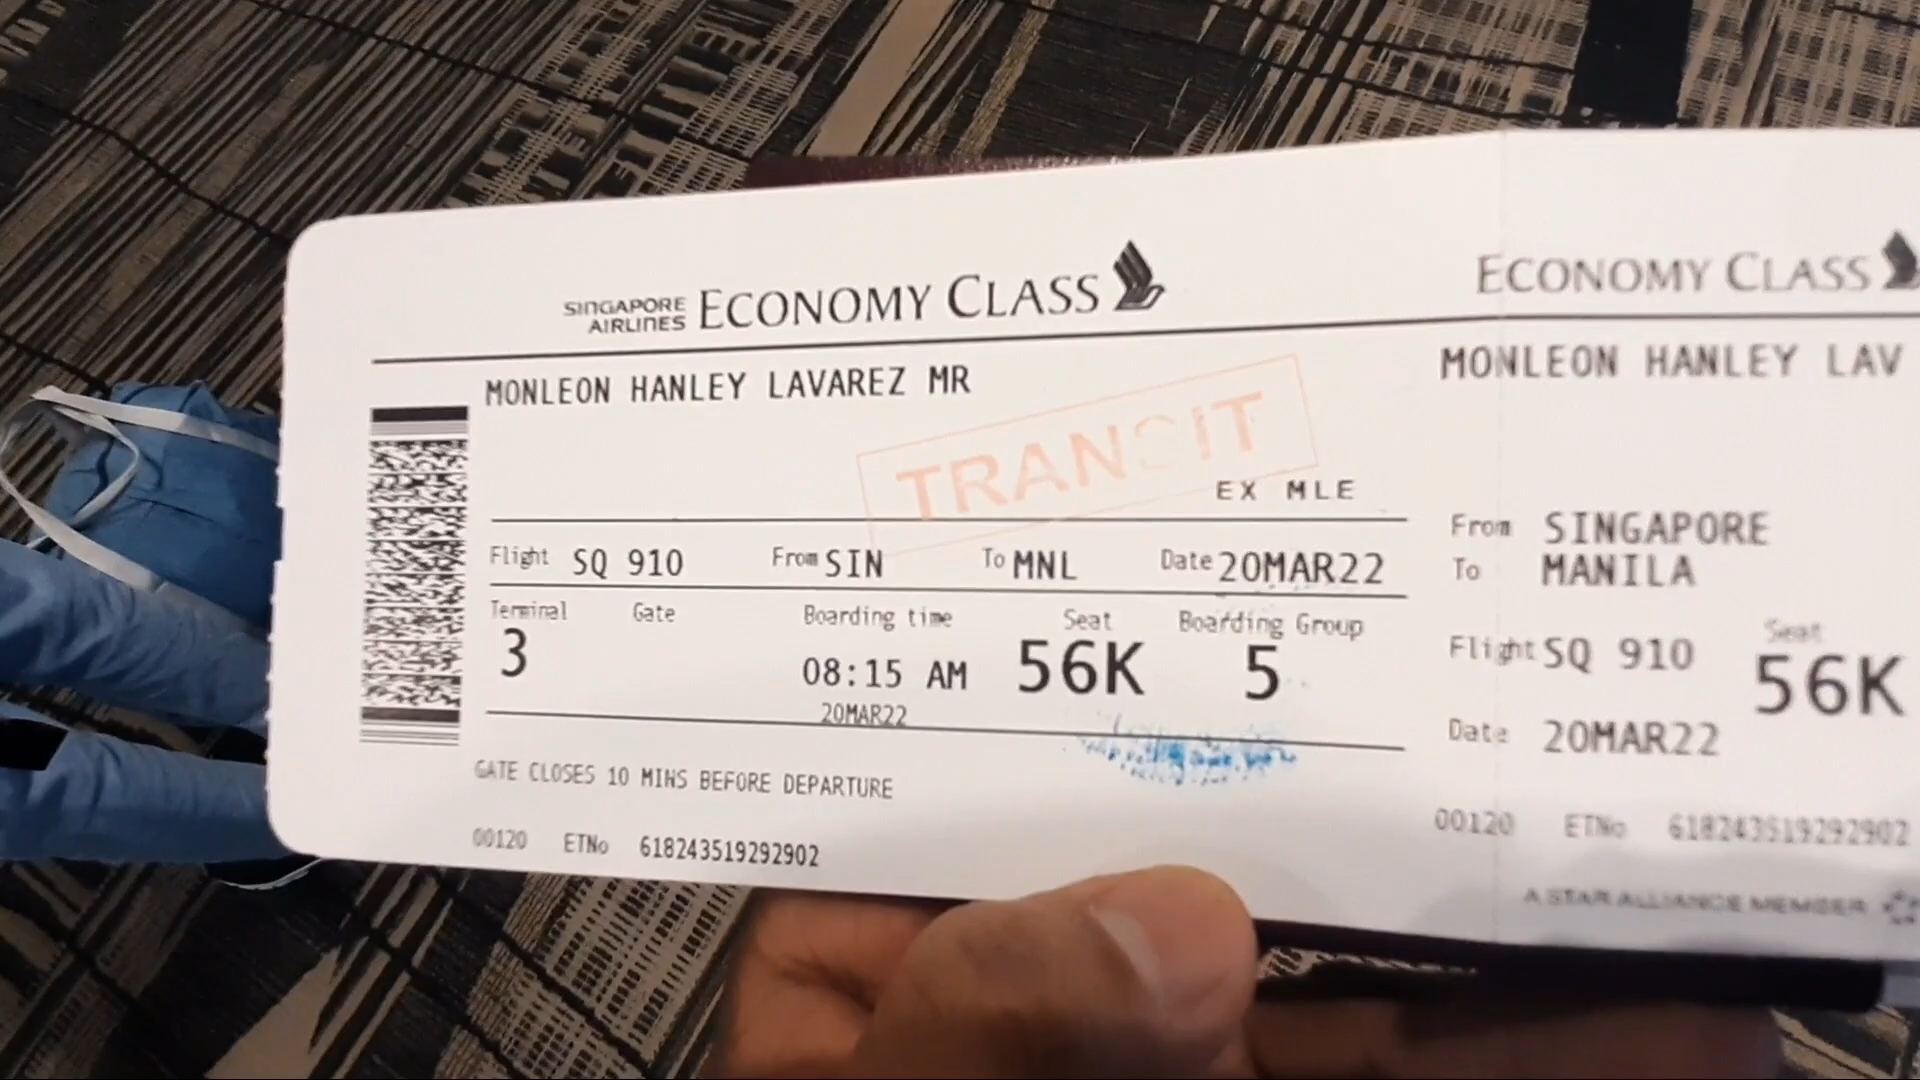 SINGAPORE AIRLINES ECONOMY CLASS
MONLEON HANLEY LAVAREZ MR
TRANSIT
EX MLE
Flight SQ 910 From SIN To MNL Date 20MAR22
Terminal Gate Boarding time Seat Boarding Group
3 08:15 AM 56K 5
20MAR22
GATE CLOSES 10 MINS BEFORE DEPARTURE
00120 ETNo 618243519292902
ECONOMY CLASS
MONLEON HANLEY LAV
From SINGAPORE
To MANILA
Flight SQ 910 Seat 56K
Date 20MAR22
00120 ETNo 618243519292902
A STAR ALLIANCE MEMBER